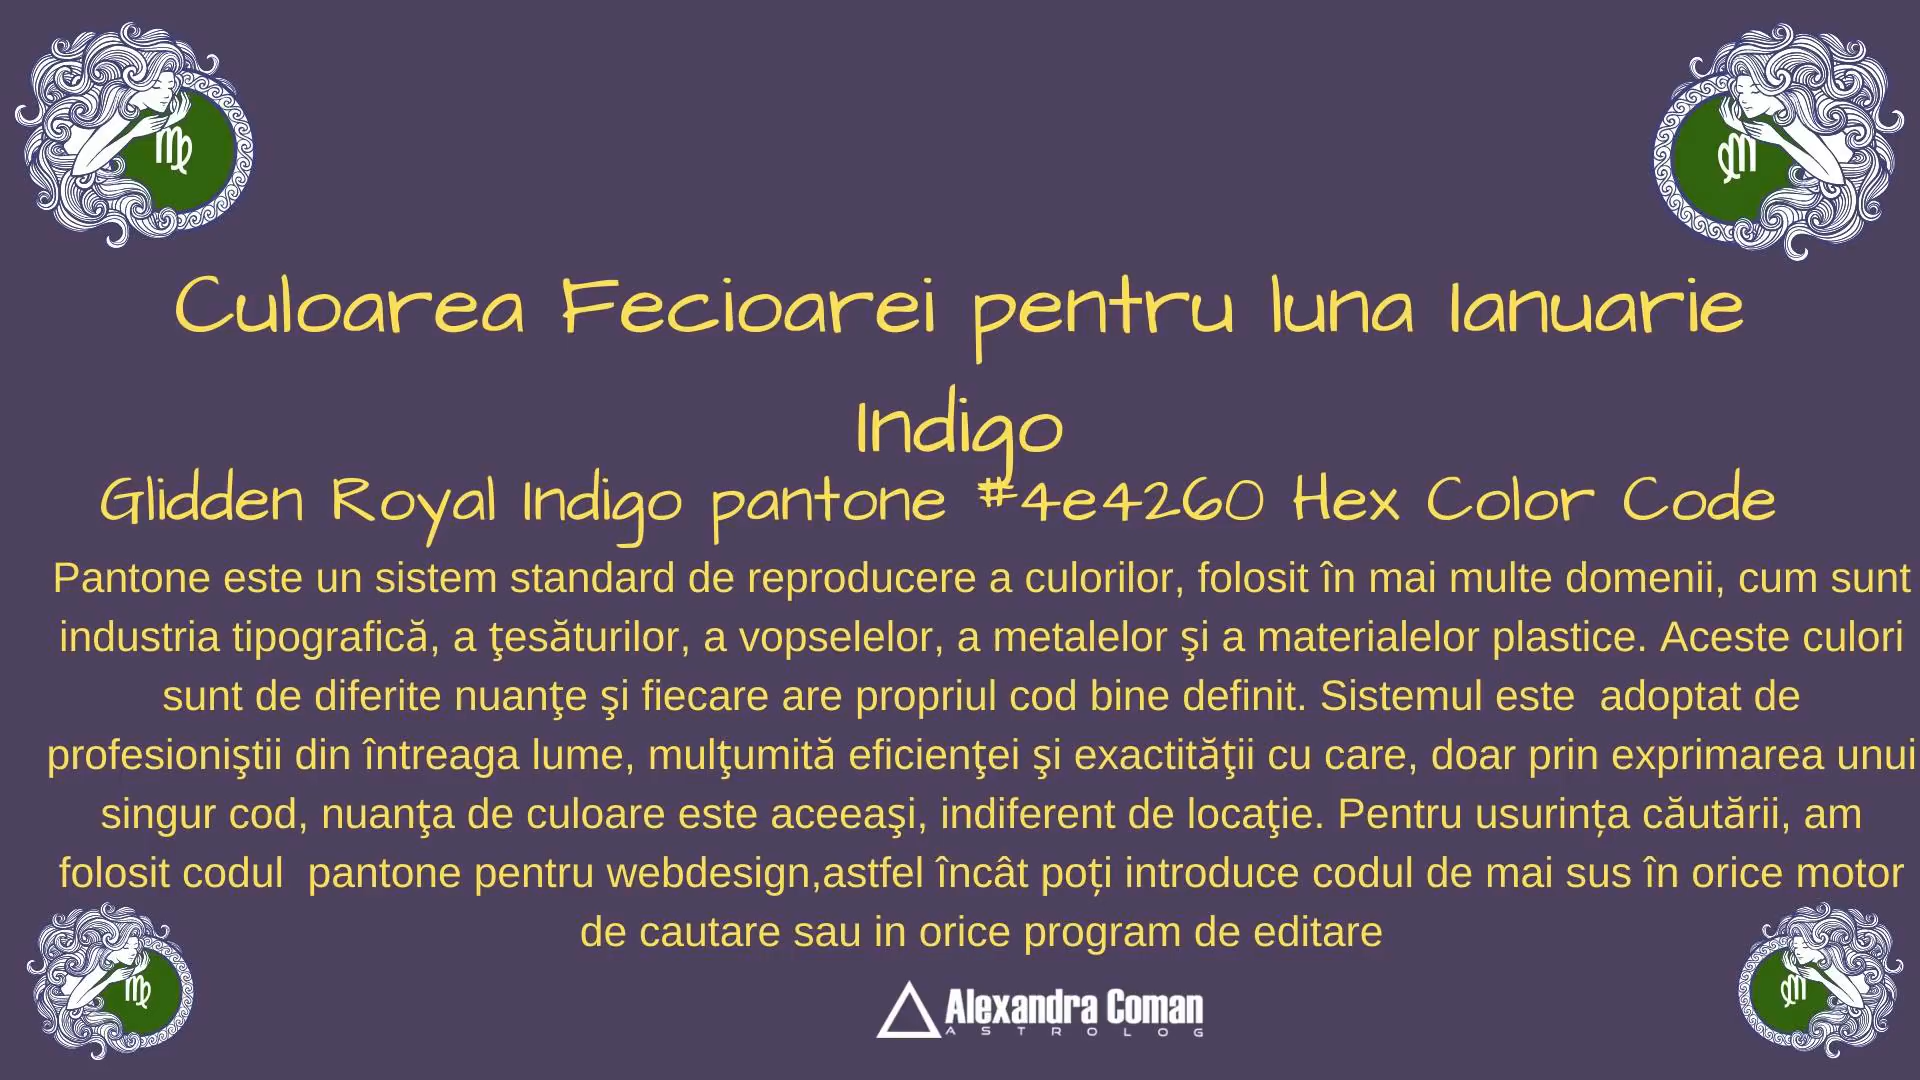 Culoarea Fecioarei pentru luna Ianuarie
Indigo
Glidden Royal Indigo pantone #4e4260 Hex Color Code
Pantone este un sistem standard de reproducere a culorilor, folosit în mai multe domenii, cum sunt
industria tipografică, a ţesăturilor, a vopselelor, a metalelor şi a materialelor plastice. Aceste culori
sunt de diferite nuanţe şi fiecare are propriul cod bine definit. Sistemul este  adoptat de
profesioniştii din întreaga lume, mulţumită eficienţei şi exactităţii cu care, doar prin exprimarea unui
singur cod, nuanţa de culoare este aceeaşi, indiferent de locaţie. Pentru usurința căutării, am
folosit codul  pantone pentru webdesign,astfel încât poți introduce codul de mai sus în orice motor
de cautare sau in orice program de editare
Alexandra Coman
ASTROLOG